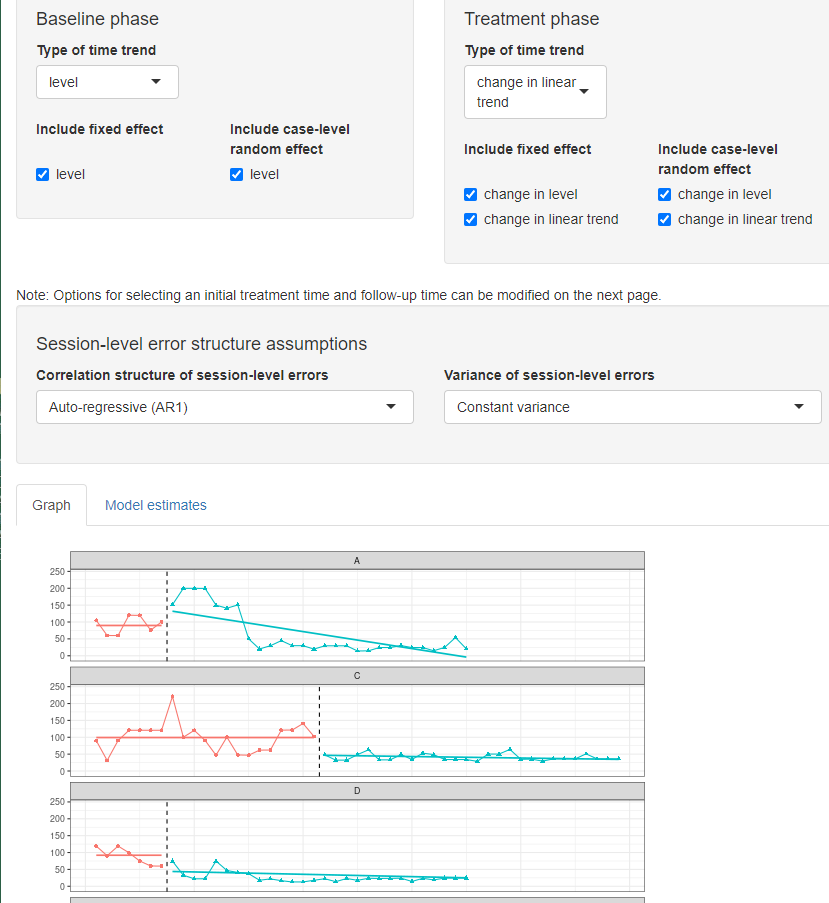 Baseline phase
Type of time trend
level
Include fixed effect
Include case-level
random effect
level
level
Treatment phase
Type of time trend
change in linear
trend
Include fixed effect
Include case-level
random effect
change in level
change in level
change in linear trend
change in linear trend
Note: Options for selecting an initial treatment time and follow-up time can be modified on the next page.
Session-level error structure assumptions
Correlation structure of session-level errors
Variance of session-level errors
Auto-regressive (AR1)
Constant variance
Graph
Model estimates
A
250
200
150
100
50
0
C
250
200
150
100
50
0
D
250
200
150
100
50
0